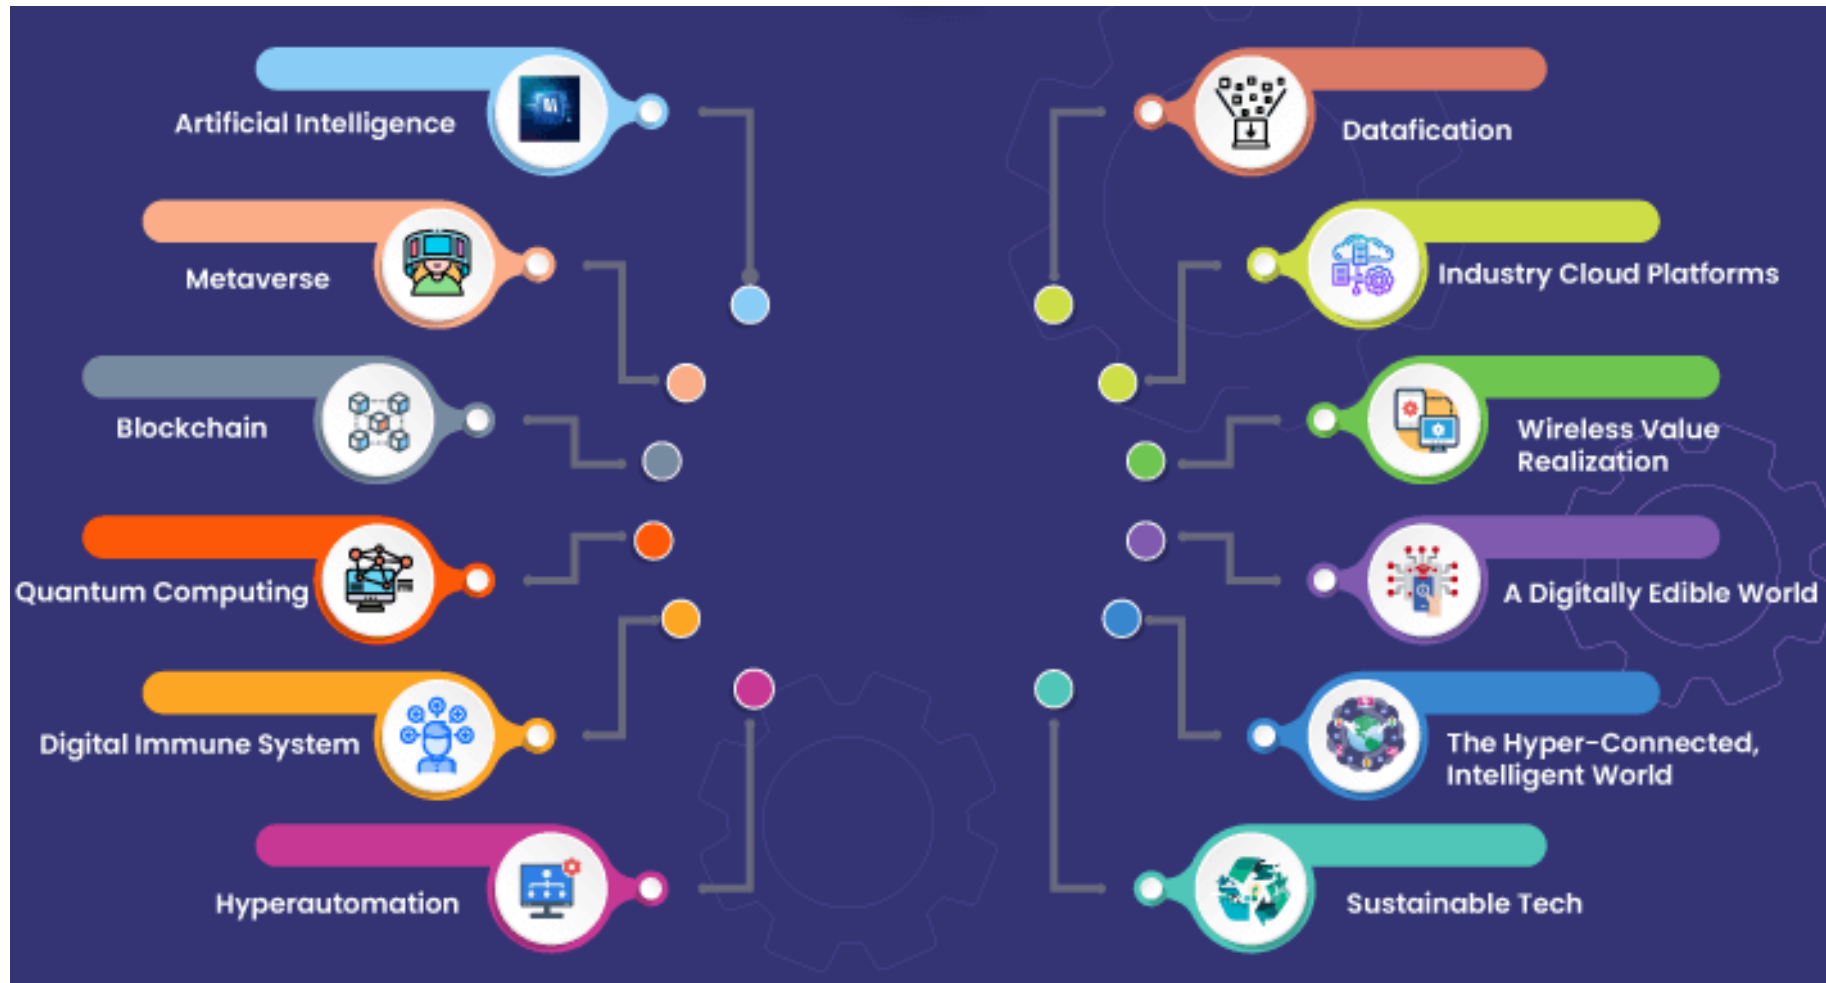 Artificial Intelligence
Metaverse
Blockchain
Quantum Computing
Digital Immune System
Hyperautomation
Datafication
Industry Cloud Platforms
Wireless Value
Realization
A Digitally Edible World
The Hyper-Connected,
Intelligent World
Sustainable Tech